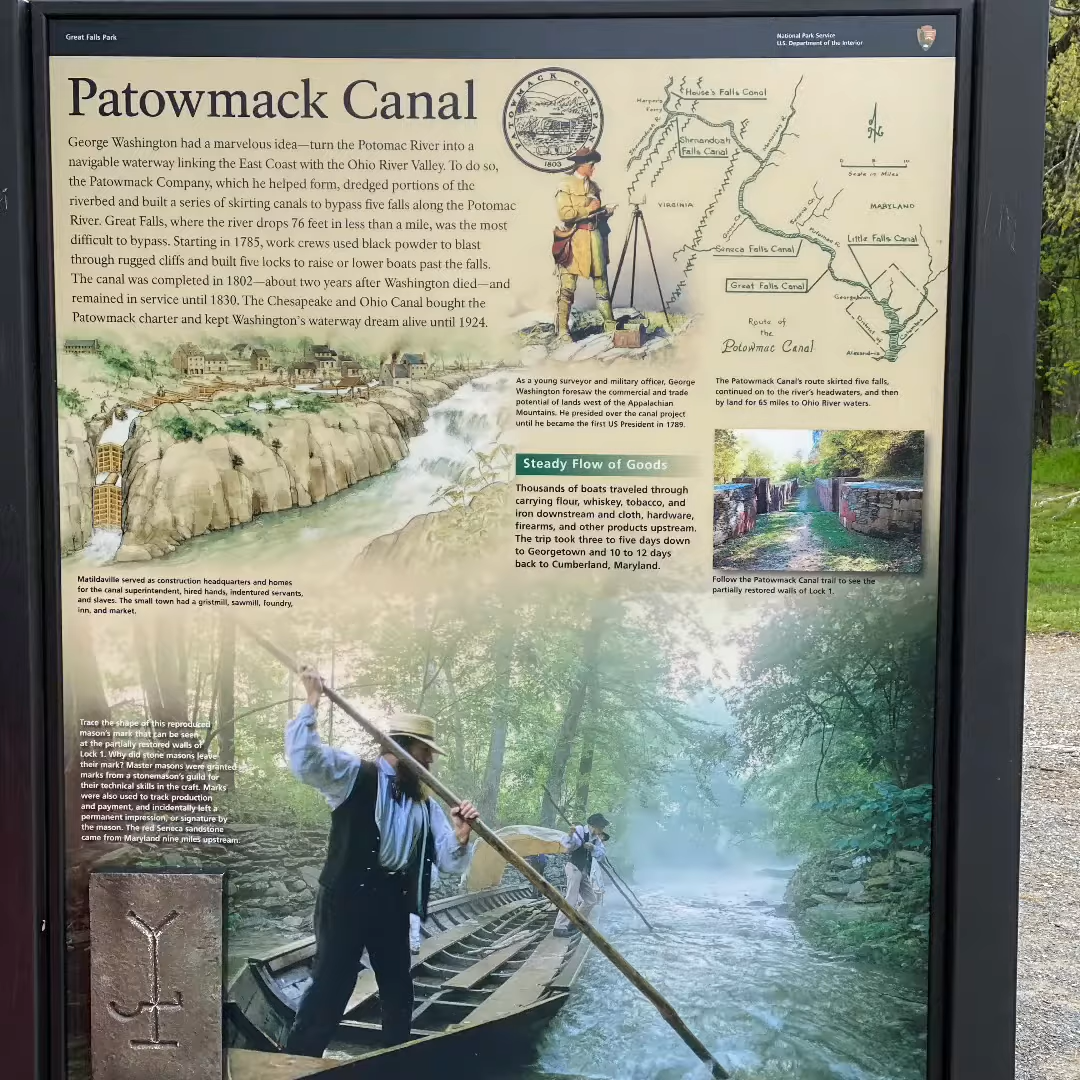 Great Falls Park
National Park Service
U.S. Department of the Interior
Patowmack Canal
George Washington had a marvelous idea—turn the Potomac River into a
navigable waterway linking the East Coast with the Ohio River Valley. To do so,
the Patowmack Company, which he helped form, dredged portions of the
riverbed and built a series of skirting canals to bypass five falls along the Potomac
River. Great Falls, where the river drops 76 feet in less than a mile, was the most
difficult to bypass. Starting in 1785, work crews used black powder to blast
through rugged cliffs and built five locks to raise or lower boats past the falls.
The canal was completed in 1802—about two years after Washington died—and
remained in service until 1830. The Chesapeake and Ohio Canal bought the
Patowmack charter and kept Washington's waterway dream alive until 1924.
POTOWMACK COMPANY
1803
House's Falls Canal
Harper's
Ferry
Shenandoah R.
Shenandoah
Falls Canal
Monocacy R.
Scale in Miles
VIRGINIA
MARYLAND
Seneca Falls Canal
Potomac R.
Little Falls Canal
Great Falls Canal
Georgetown
District of
Columbia
Alexandria
Route of
the
Potowmac Canal
As a young surveyor and military officer, George
Washington foresaw the commercial and trade
potential of lands west of the Appalachian
Mountains. He presided over the canal project
until he became the first US President in 1789.
The Patowmack Canal's route skirted five falls,
continued on to the river's headwaters, and then
by land for 65 miles to Ohio River waters.
Steady Flow of Goods
Thousands of boats traveled through
carrying flour, whiskey, tobacco, and
iron downstream and cloth, hardware,
firearms, and other products upstream.
The trip took three to five days down
to Georgetown and 10 to 12 days
back to Cumberland, Maryland.
Follow the Patowmack Canal trail to see the
partially restored walls of Lock 1.
Matildaville served as construction headquarters and homes
for the canal superintendent, hired hands, indentured servants,
and slaves. The small town had a gristmill, sawmill, foundry,
inn, and market.
Trace the shape of this reproduced
mason's mark that can be seen
at the partially restored walls of
Lock 1. Why did stone masons leave
their mark? Master masons were granted
marks from a stonemason's guild for
their technical skills in the craft. Marks
were also used to track production
and payment, and incidentally left a
permanent impression, or signature by
the mason. The red Seneca sandstone
came from Maryland nine miles upstream.